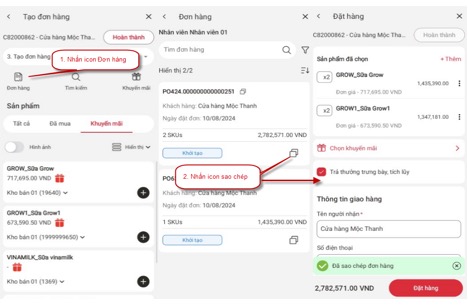 Tạo đơn hàng
C82000862 - Cửa hàng Mộc Tha...
Hoàn thành
3. Tạo đơn hàng
1. Nhấn icon Đơn hàng
Đơn hàng
Tìm kiếm
Khuyến mãi
Sản phẩm
Tất cả
Đã mua
Khuyến mãi
Hình ảnh
Hiển thị
GROW_Sữa Grow
717,695.00 VND
Kho bán 01 (19640)
GROW1_Sữa Grow1
673,590.50 VND
Kho bán 01 (1999999650)
VINAMILK_Sữa vinamilk
-
Kho bán 01 (1369)
Đơn hàng
Nhân viên Nhân viên 01
Tìm đơn hàng
Hiển thị 2/2
PO424.000000000000251
Khách hàng: Cửa hàng Mộc Thanh
Ngày đặt đơn: 10/08/2024
2 SKUs
2,782,571.00 VND
Khởi tạo
2. Nhấn icon sao chép
Khách hàng: Cửa hàng Mộc Thanh
Ngày đặt đơn: 10/08/2024
1 SKUs
1,435,390.00 VND
Khởi tạo
Đặt hàng
C82000862 - Cửa hàng Mộc Tha...
Hoàn thành
Sản phẩm đã chọn
+ Thêm
x2
GROW_Sữa Grow
1,435,390.00
Đơn giá - 717,695.00 VND
x2
GROW1_Sữa Grow1
1,347,181.00
Đơn giá - 673,590.50 VND
Chọn khuyến mãi
Trả thưởng trưng bày, tích lũy
Thông tin giao hàng
Tên người nhận*
Cửa hàng Mộc Thanh
Số điện thoại
Đã sao chép đơn hàng
2,782,571.00 VND
Đặt hàng